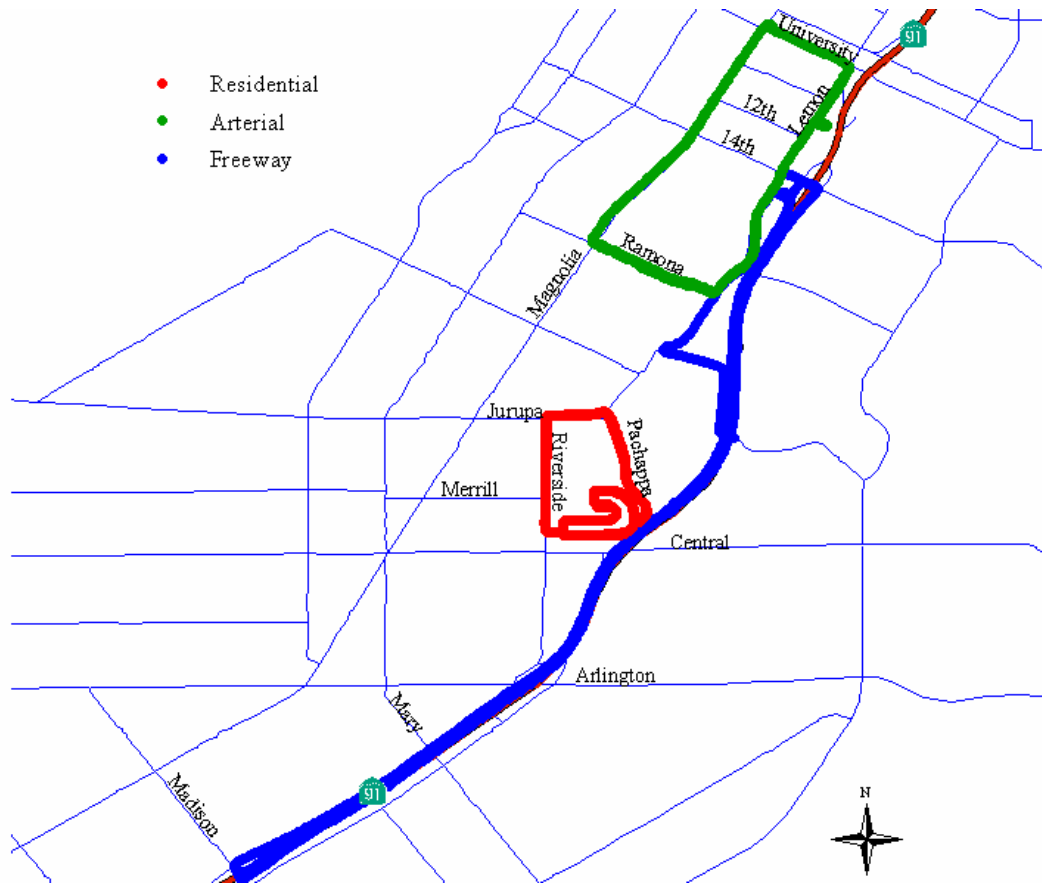 University
91
Residential
Arterial
Freeway
12th
Lemon
14th
Ramona
Magnolia
Jurupa
Pachappa
Riverside
Merrill
Central
Arlington
Mary
Madison
91
N